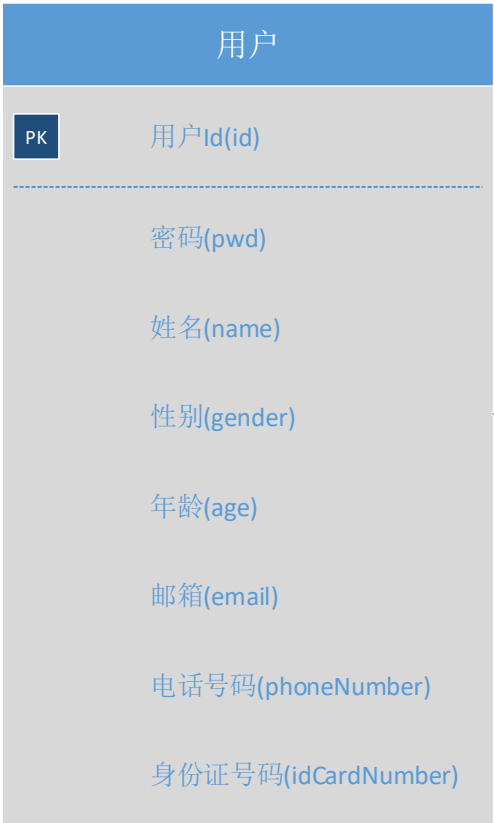 用户
PK 用户Id(id)
密码(pwd)
姓名(name)
性别(gender)
年龄(age)
邮箱(email)
电话号码(phoneNumber)
身份证号码(idCardNumber)